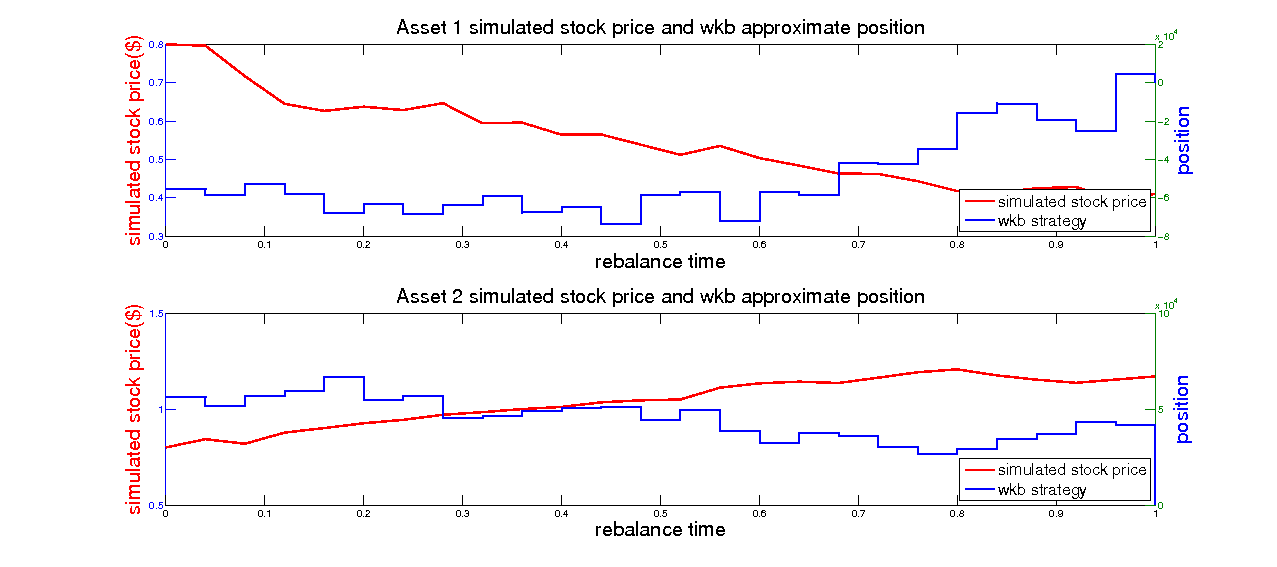 Asset 1 simulated stock price and wkb approximate position
x 10^4
0.8
0.7
0.6
0.5
0.4
0.3
simulated stock price($)
2
0
−2
−4
−6
−8
position
simulated stock price
wkb strategy
0 0.1 0.2 0.3 0.4 0.5 0.6 0.7 0.8 0.9 1
rebalance time
Asset 2 simulated stock price and wkb approximate position
x 10^4
1.5
1
0.5
simulated stock price($)
10
5
0
position
simulated stock price
wkb strategy
0 0.1 0.2 0.3 0.4 0.5 0.6 0.7 0.8 0.9 1
rebalance time